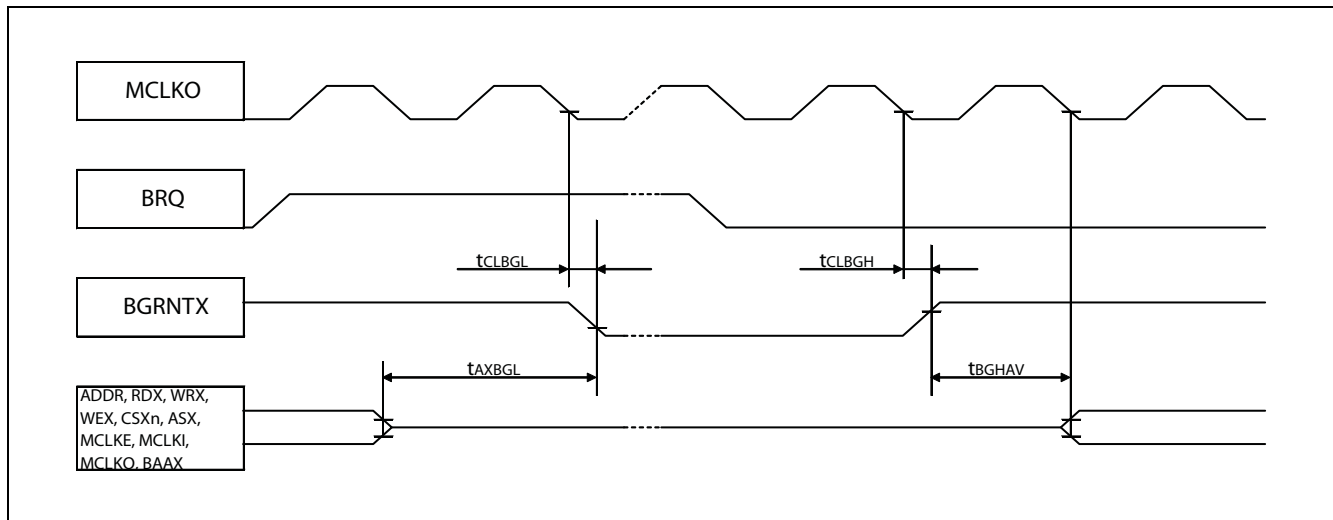 MCLKO
BRQ
tCLBGL
tCLBGH
BGRNTX
tAXBGL
tBGHAV
ADDR, RDX, WRX,
WEX, CSXn, ASX,
MCLKE, MCLKI,
MCLKO, BAAX